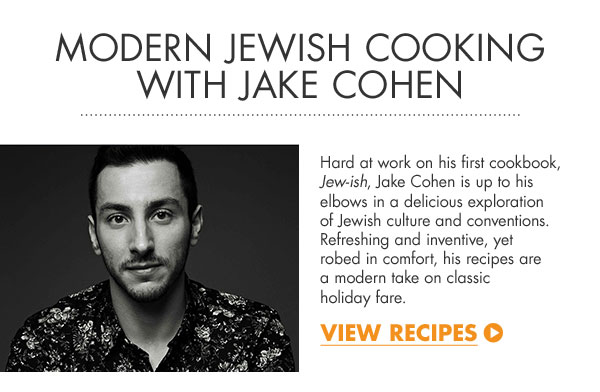 MODERN JEWISH COOKING
WITH JAKE COHEN
Hard at work on his first cookbook,
Jew-ish, Jake Cohen is up to his
elbows in a delicious exploration
of Jewish culture and conventions.
Refreshing and inventive, yet
robed in comfort, his recipes are
a modern take on classic
holiday fare.
VIEW RECIPES